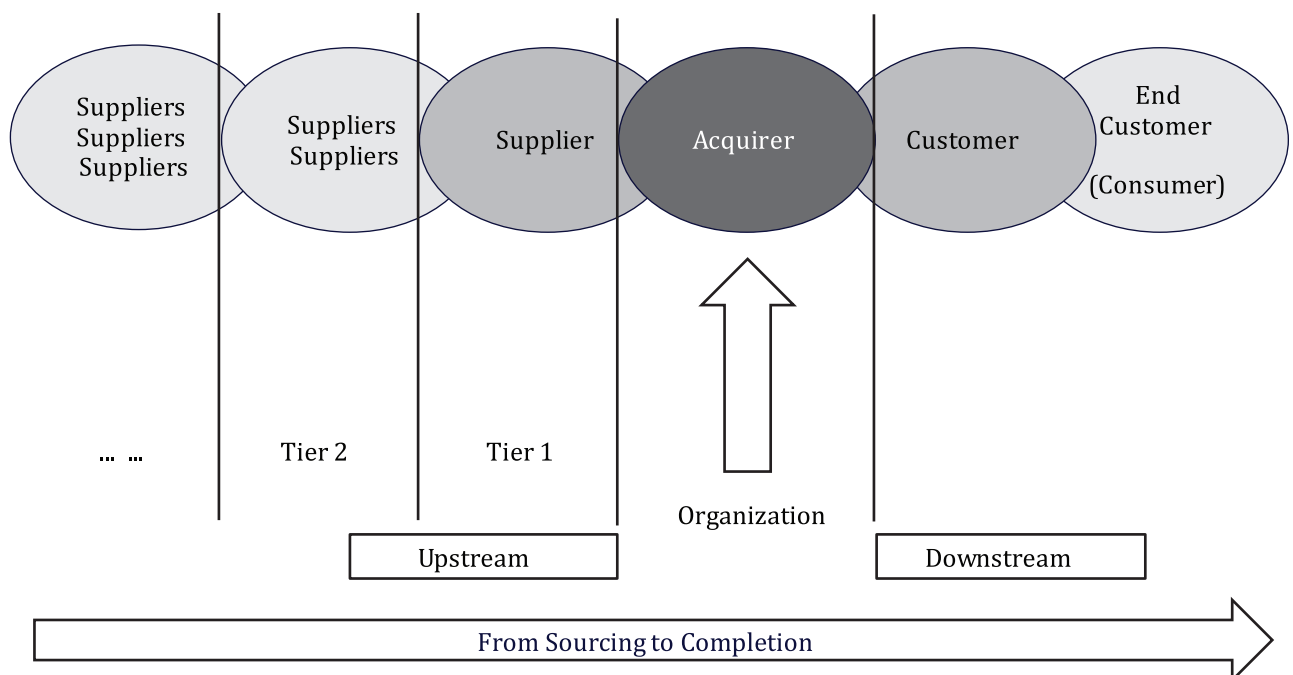 Suppliers
Suppliers
Suppliers
Suppliers
Suppliers
Supplier
Acquirer
Customer
End
Customer
(Consumer)
... ...
Tier 2
Tier 1
Organization
Upstream
Downstream
From Sourcing to Completion